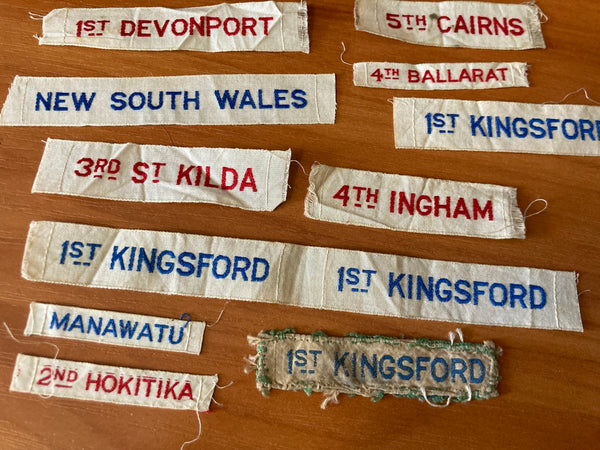 1ST DEVONPORT
5TH CAIRNS
4TH BALLARAT
NEW SOUTH WALES
1ST KINGSFOR
3RD ST KILDA
4TH INGHAM
1ST KINGSFORD 1ST KINGSFORD
MANAWATU
1ST KINGSFORD
2ND HOKITIKA